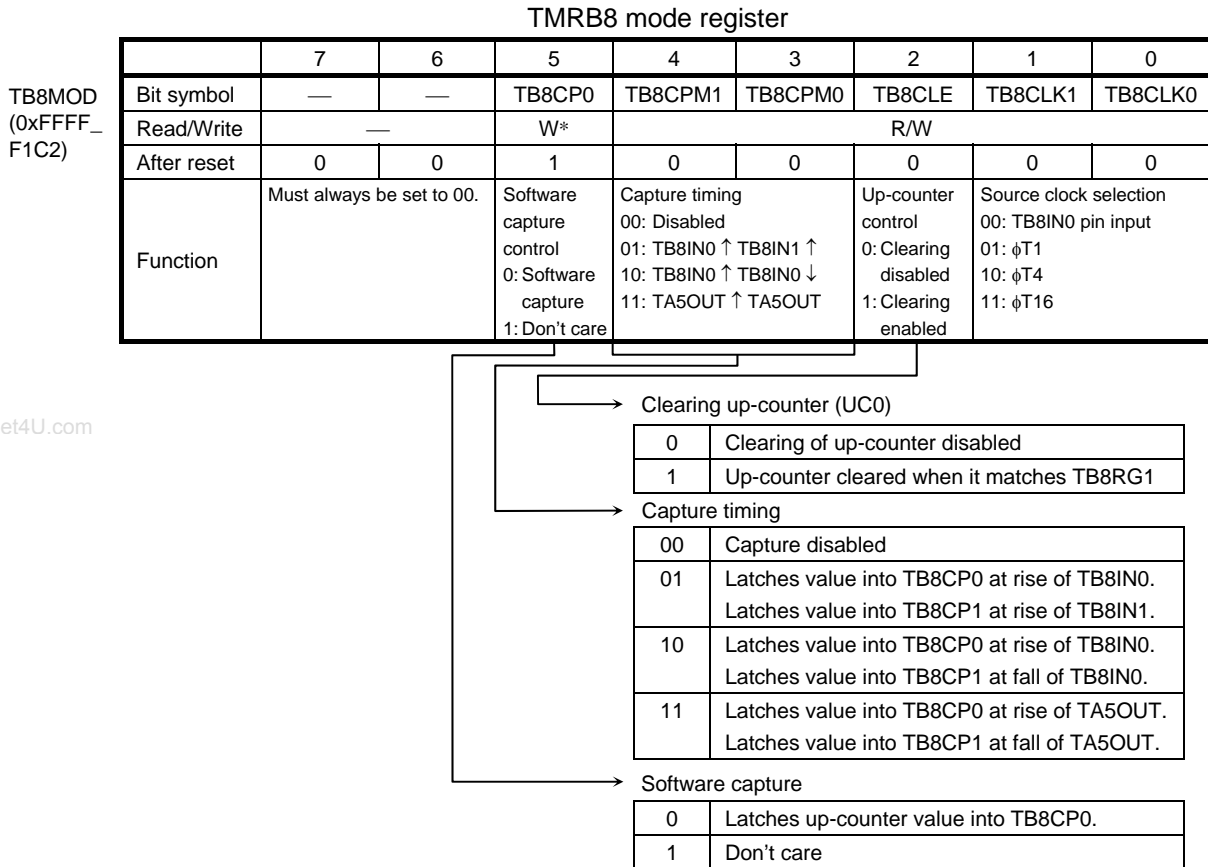 TMRB8 mode register
7 6 5 4 3 2 1 0
TB8MOD
(0xFFFF_
F1C2)
Bit symbol — — TB8CP0 TB8CPM1 TB8CPM0 TB8CLE TB8CLK1 TB8CLK0
Read/Write — W* R/W
After reset 0 0 1 0 0 0 0 0
Function
Must always be set to 00.
Software
capture
control
0: Software
capture
1: Don't care
Capture timing
00: Disabled
01: TB8IN0 ↑ TB8IN1 ↑
10: TB8IN0 ↑ TB8IN0 ↓
11: TA5OUT ↑ TA5OUT
Up-counter
control
0: Clearing
disabled
1: Clearing
enabled
Source clock selection
00: TB8IN0 pin input
01: ϕT1
10: ϕT4
11: ϕT16
et4U.com
Clearing up-counter (UC0)
0 Clearing of up-counter disabled
1 Up-counter cleared when it matches TB8RG1
Capture timing
00 Capture disabled
01 Latches value into TB8CP0 at rise of TB8IN0.
Latches value into TB8CP1 at rise of TB8IN1.
10 Latches value into TB8CP0 at rise of TB8IN0.
Latches value into TB8CP1 at fall of TB8IN0.
11 Latches value into TB8CP0 at rise of TA5OUT.
Latches value into TB8CP1 at fall of TA5OUT.
Software capture
0 Latches up-counter value into TB8CP0.
1 Don't care